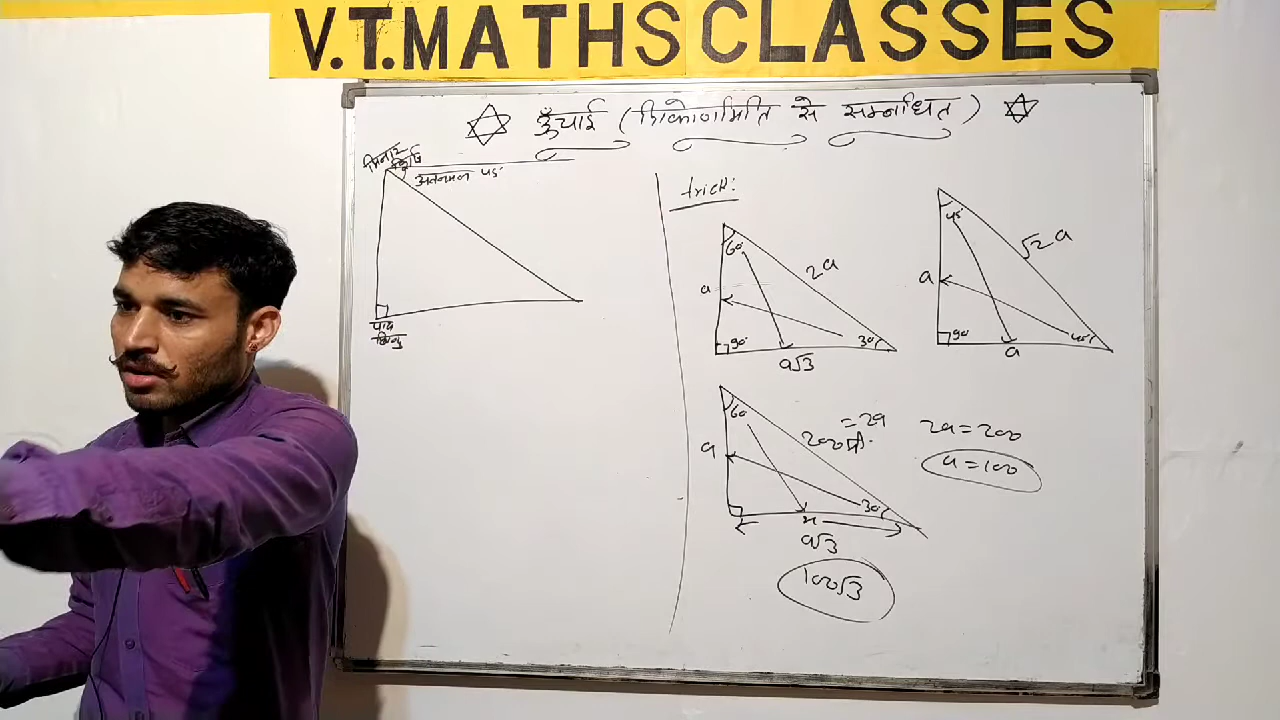 V.T.MATHS CLASSES
ऊँचाई (त्रिकोणमिति से सम्बन्धित)
मिनार
अवनमन 45°
पाद
बिन्दु
trick:
60°
2a
a
90°
30°
a√3
45°
√2a
a
90°
45°
a
60°
=2a
200मी.
a
30°
x
a√3
100√3
2a=200
a=100